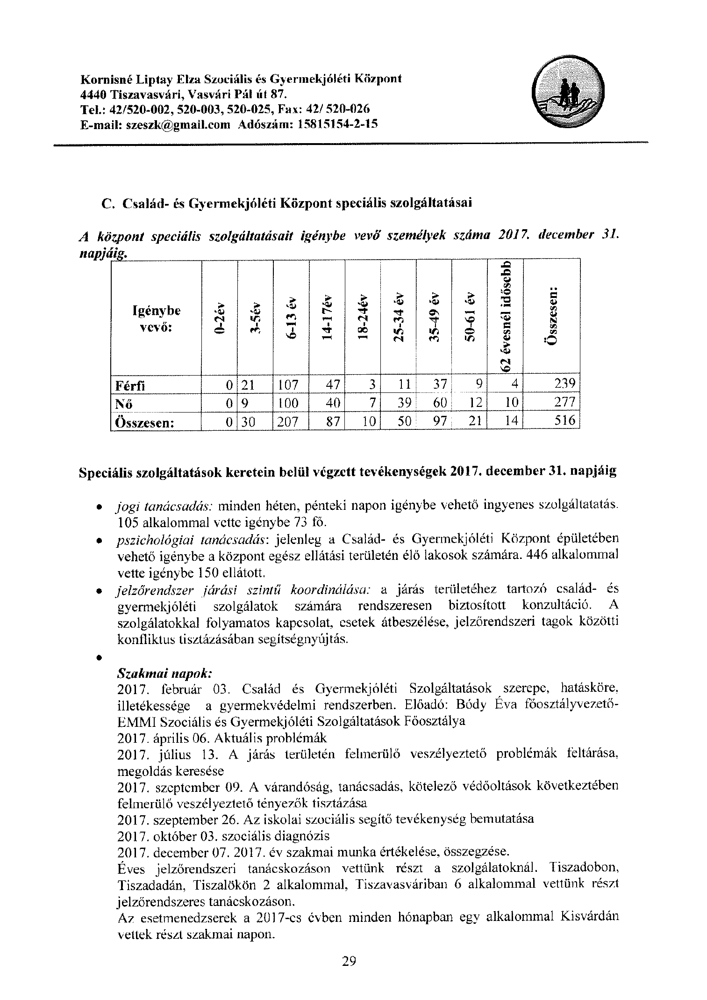 Kornisné Liptay Elza Szociális és Gyermekjóléti Központ
4440 Tiszavasvári, Vasvári Pál út 87.
Tel.: 42/520-002, 520-003, 520-025, Fax: 42/ 520-026
E-mail: szeszk@gmail.com Adószám: 15815154-2-15
C. Család- és Gyermekjóléti Központ speciális szolgáltatásai
A központ speciális szolgáltatásait igénybe vevő személyek száma 2017. december 31.
napjáig.
Igénybe vevő: 0-2év 3-5év 6-13 év 14-17év 18-24év 25-34 év 35-49 év 50-61 év 62 évesnél idősebb Összesen:
Férfi 0 21 107 47 3 11 37 9 4 239
Nő 0 9 100 40 7 39 60 12 10 277
Összesen: 0 30 207 87 10 50 97 21 14 516
Speciális szolgáltatások keretein belül végzett tevékenységek 2017. december 31. napjáig
• jogi tanácsadás: minden héten, pénteki napon igénybe vehető ingyenes szolgáltatatás.
105 alkalommal vette igénybe 73 fő.
• pszichológiai tanácsadás: jelenleg a Család- és Gyermekjóléti Központ épületében
vehető igénybe a központ egész ellátási területén élő lakosok számára. 446 alkalommal
vette igénybe 150 ellátott.
• jelzőrendszer járási szintű koordinálása: a járás területéhez tartozó család- és
gyermekjóléti szolgálatok számára rendszeresen biztosított konzultáció. A
szolgálatokkal folyamatos kapcsolat, esetek átbeszélése, jelzőrendszeri tagok közötti
konfliktus tisztázásában segítségnyújtás.
•
Szakmai napok:
2017. február 03. Család és Gyermekjóléti Szolgáltatások szerepe, hatásköre,
illetékessége a gyermekvédelmi rendszerben. Előadó: Bódy Éva főosztályvezető-
EMMI Szociális és Gyermekjóléti Szolgáltatások Főosztálya
2017. április 06. Aktuális problémák
2017. július 13. A járás területén felmerülő veszélyeztető problémák feltárása,
megoldás keresése
2017. szeptember 09. A várandóság, tanácsadás, kötelező védőoltások következtében
felmerülő veszélyeztető tényezők tisztázása
2017. szeptember 26. Az iskolai szociális segítő tevékenység bemutatása
2017. október 03. szociális diagnózis
2017. december 07. 2017. év szakmai munka értékelése, összegzése.
Éves jelzőrendszeri tanácskozáson vettünk részt a szolgálatoknál. Tiszadobon,
Tiszadadán, Tiszalökön 2 alkalommal, Tiszavasváriban 6 alkalommal vettünk részt
jelzőrendszeres tanácskozáson.
Az esetmenedzserek a 2017-es évben minden hónapban egy alkalommal Kisvárdán
vettek részt szakmai napon.
29